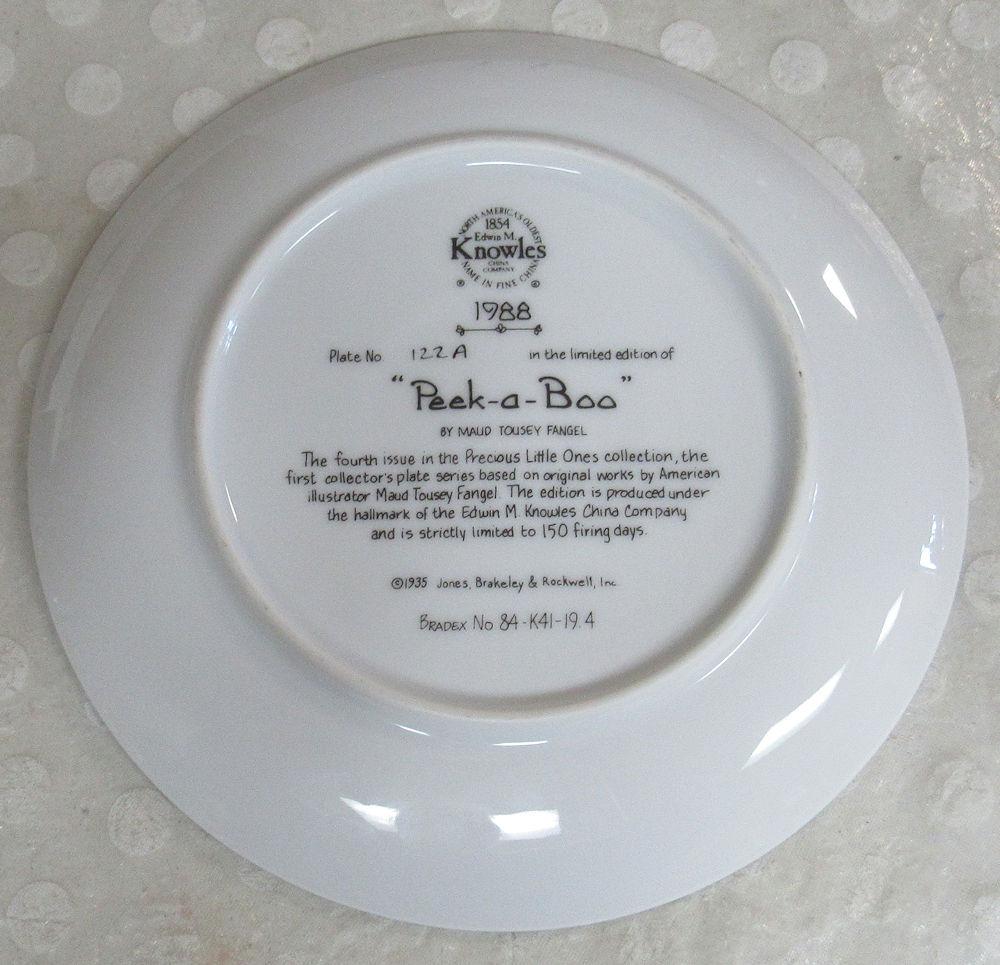 NORTH AMERICA'S OLDEST
1854
Edwin M.
Knowles
CHINA
COMPANY
NAME IN FINE CHINA
® ®
1988
Plate No 122A in the limited edition of
"Peek-a-Boo"
BY MAUD TOUSEY FANGEL
The fourth issue in the Precious Little Ones collection, the
first collector's plate series based on original works by American
illustrator Maud Tousey Fangel. The edition is produced under
the hallmark of the Edwin M. Knowles China Company
and is strictly limited to 150 firing days.
©1935 Jones, Brakeley & Rockwell, Inc.
BRADEX No 84-K41-19.4